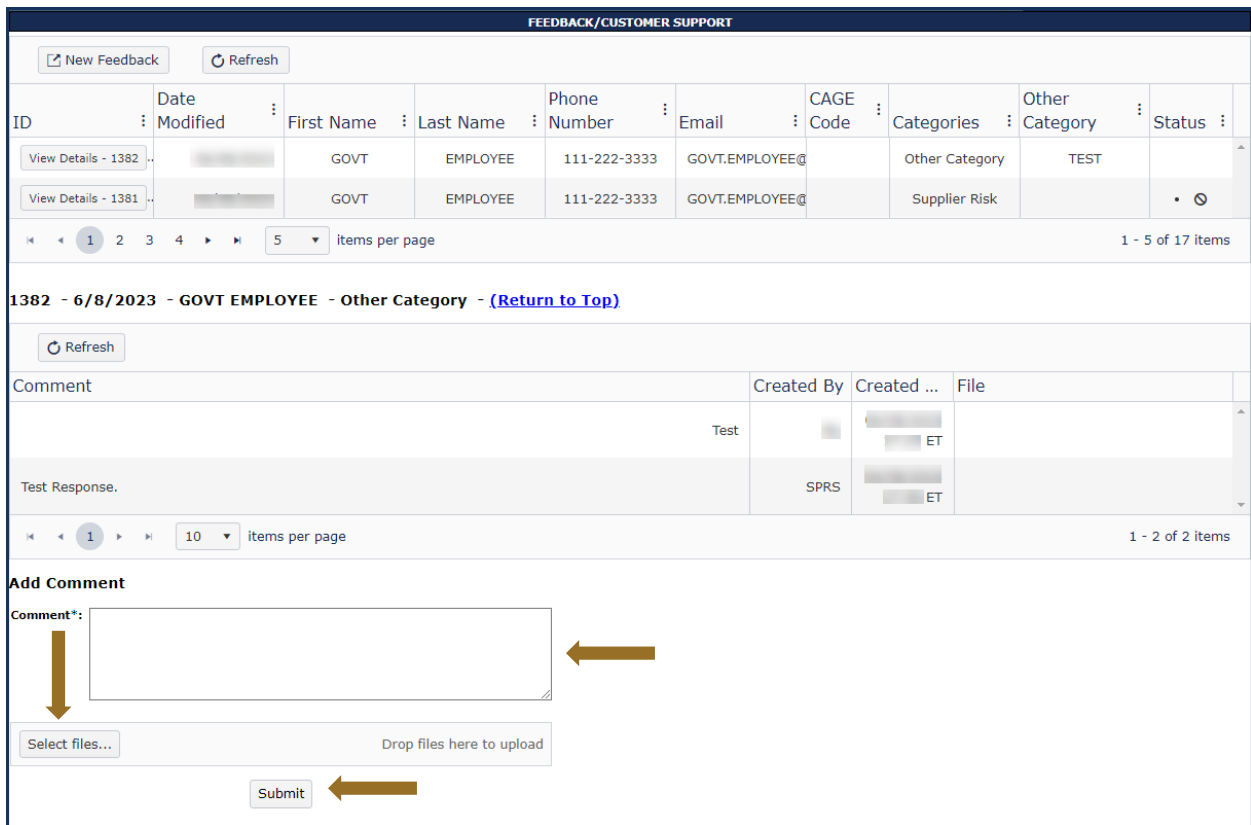 FEEDBACK/CUSTOMER SUPPORT
New Feedback Refresh
ID Date Modified First Name Last Name Phone Number Email CAGE Code Categories Other Category Status
View Details - 1382 .. GOVT EMPLOYEE 111-222-3333 GOVT.EMPLOYEE@ Other Category TEST
View Details - 1381 .. GOVT EMPLOYEE 111-222-3333 GOVT.EMPLOYEE@ Supplier Risk
1 2 3 4 5 items per page 1 - 5 of 17 items
1382 - 6/8/2023 - GOVT EMPLOYEE - Other Category - (Return to Top)
Refresh
Comment Created By Created ... File
Test ET
Test Response. SPRS ET
1 10 items per page 1 - 2 of 2 items
Add Comment
Comment*:
Select files... Drop files here to upload
Submit